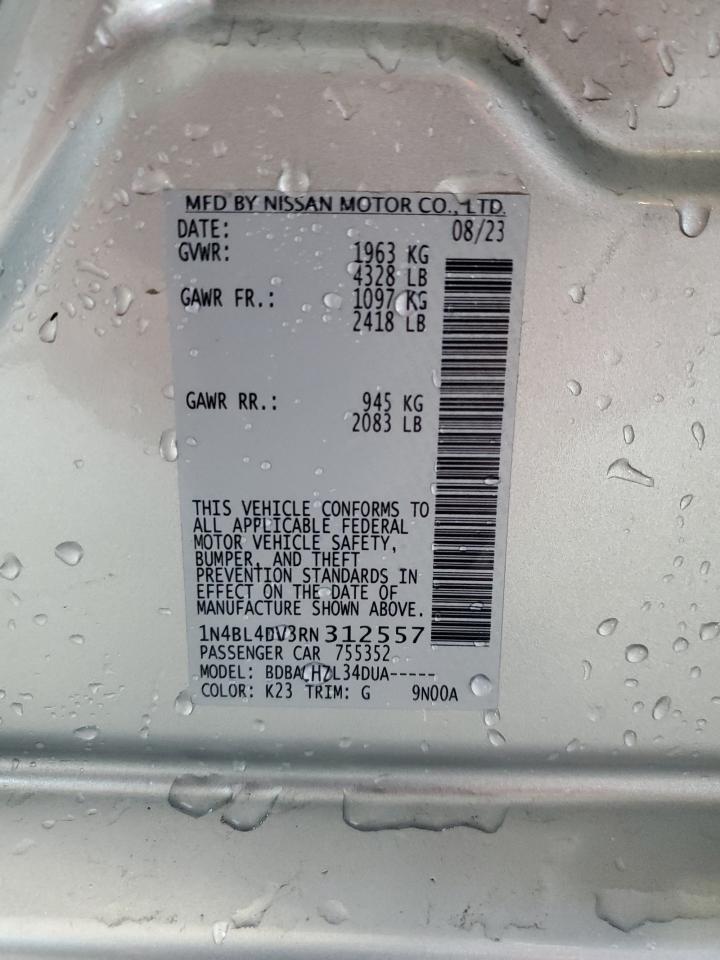 MFD BY NISSAN MOTOR CO., LTD.
DATE: 08/23
GVWR: 1963 KG
4328 LB
GAWR FR.: 1097 KG
2418 LB
GAWR RR.: 945 KG
2083 LB
THIS VEHICLE CONFORMS TO
ALL APPLICABLE FEDERAL
MOTOR VEHICLE SAFETY,
BUMPER, AND THEFT
PREVENTION STANDARDS IN
EFFECT ON THE DATE OF
MANUFACTURE SHOWN ABOVE.
1N4BL4DV3RN312557
PASSENGER CAR 755352
MODEL: BDBALHZL34DUA-----
COLOR: K23 TRIM: G 9N00A